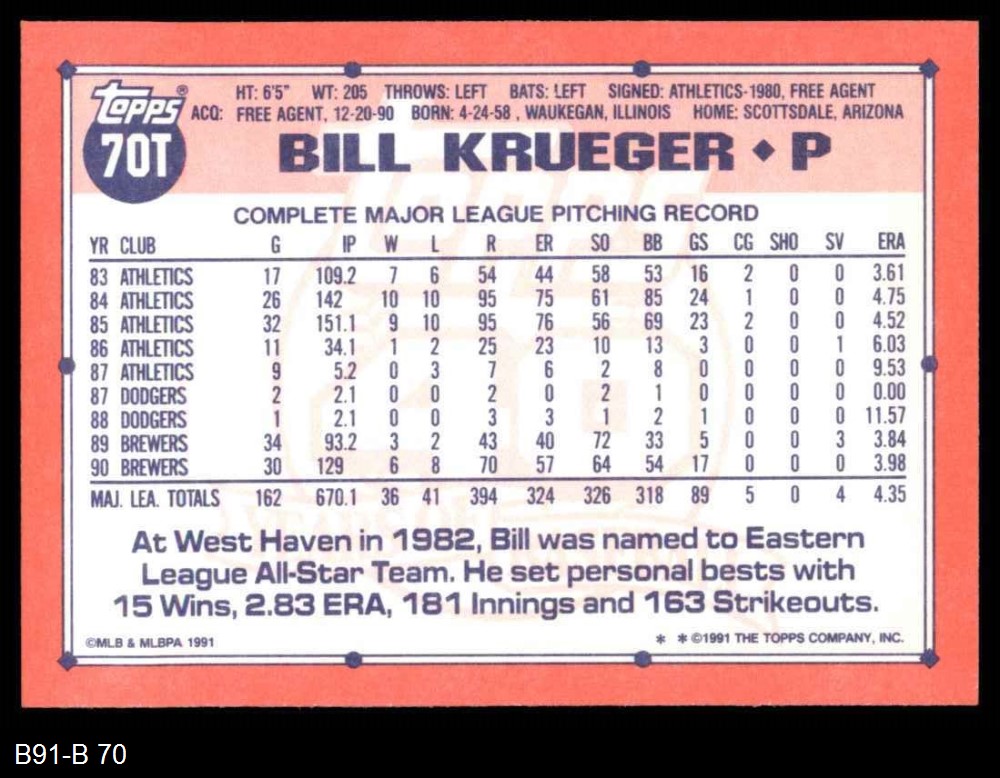 topps®
70T
HT: 6'5" WT: 205 THROWS: LEFT BATS: LEFT SIGNED: ATHLETICS-1980, FREE AGENT
ACQ: FREE AGENT, 12-20-90 BORN: 4-24-58 , WAUKEGAN, ILLINOIS HOME: SCOTTSDALE, ARIZONA
BILL KRUEGER ◆ P
COMPLETE MAJOR LEAGUE PITCHING RECORD
YR CLUB G IP W L R ER SO BB GS CG SHO SV ERA
83 ATHLETICS 17 109.2 7 6 54 44 58 53 16 2 0 0 3.61
84 ATHLETICS 26 142 10 10 95 75 61 85 24 1 0 0 4.75
85 ATHLETICS 32 151.1 9 10 95 76 56 69 23 2 0 0 4.52
86 ATHLETICS 11 34.1 1 2 25 23 10 13 3 0 0 1 6.03
87 ATHLETICS 9 5.2 0 3 7 6 2 8 0 0 0 0 9.53
87 DODGERS 2 2.1 0 0 2 0 2 1 0 0 0 0 0.00
88 DODGERS 1 2.1 0 0 3 3 1 2 1 0 0 0 11.57
89 BREWERS 34 93.2 3 2 43 40 72 33 5 0 0 3 3.84
90 BREWERS 30 129 6 8 70 57 64 54 17 0 0 0 3.98
MAJ. LEA. TOTALS 162 670.1 36 41 394 324 326 318 89 5 0 4 4.35
At West Haven in 1982, Bill was named to Eastern
League All-Star Team. He set personal bests with
15 Wins, 2.83 ERA, 181 Innings and 163 Strikeouts.
©MLB & MLBPA 1991 * * ©1991 THE TOPPS COMPANY, INC.
B91-B 70